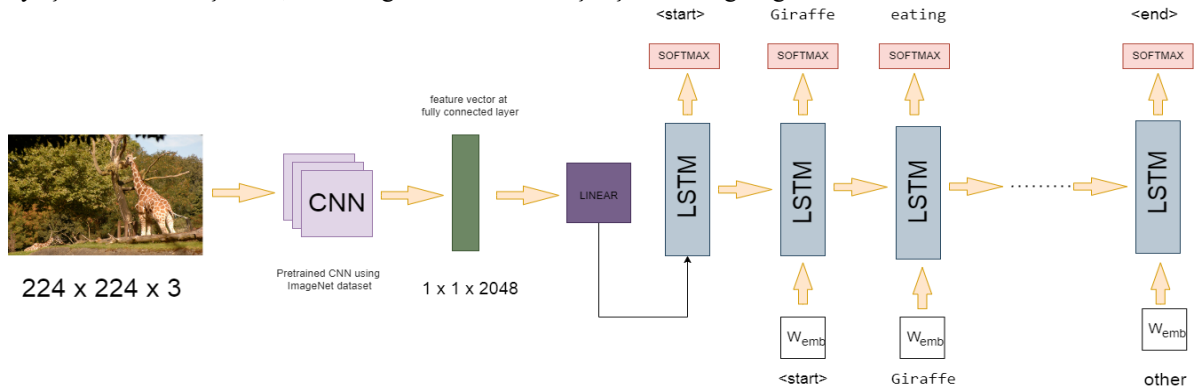 <start> Giraffe eating <end>
SOFTMAX SOFTMAX SOFTMAX SOFTMAX
feature vector at
fully connected layer
CNN
LINEAR
LSTM LSTM LSTM LSTM
224 x 224 x 3
Pretrained CNN using
ImageNet dataset
1 x 1 x 2048
Wemb Wemb Wemb
<start> Giraffe other